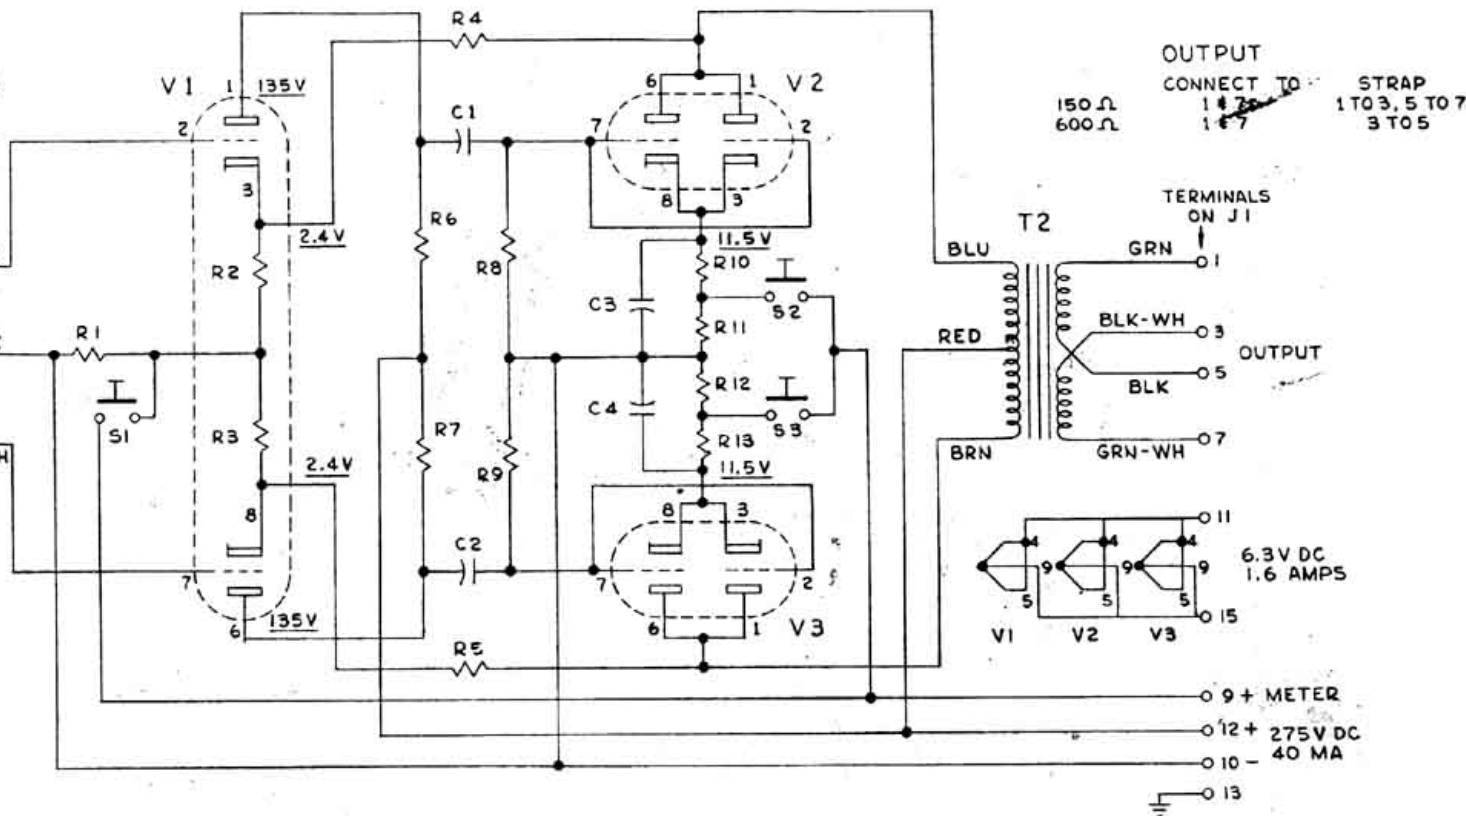 R4
OUTPUT
CONNECT TO STRAP
150 Ω 1 & 7 1 TO 3, 5 TO 7
600 Ω 1 & 7 3 TO 5
V1
1 135V
2
3
2.4V
R2
R1
S1
R3
2.4V
8
7
6 135V
C1
R6
R8
R7
R9
C2
R5
6 1
V2
7 2
8 3
11.5V
R10
C3
S2
R11
R12
C4
S3
R13
11.5V
8 3
7 2
6 1
V3
T2
TERMINALS
ON J1
BLU
GRN
1
BLK-WH
3
RED
OUTPUT
BLK
5
BRN
GRN-WH
7
H
11
4 4 4
9 9 9
5 5 5
6.3V DC
1.6 AMPS
15
V1 V2 V3
9 + METER
12 + 275V DC
40 MA
10 -
13